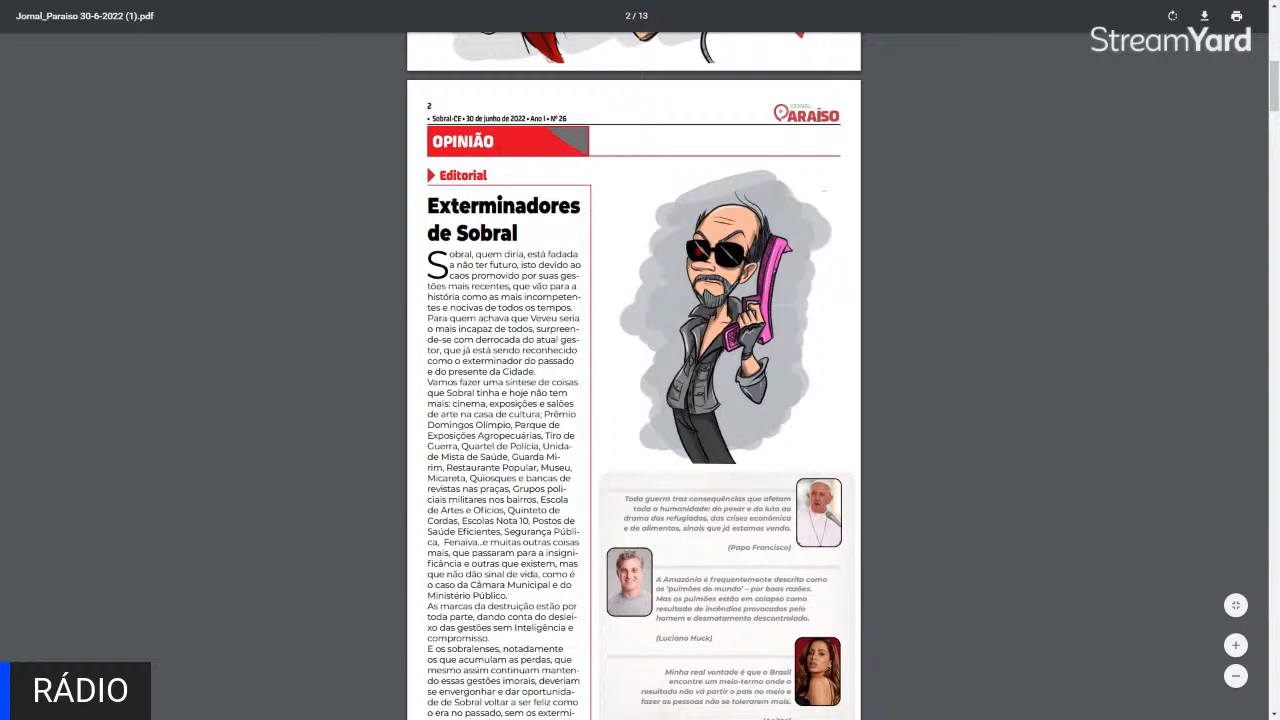 Jornal_Paraiso 30-6-2022 (1).pdf
2 / 13
StreamYard
2
• Sobral-CE • 30 de junho de 2022 • Ano I • Nº 26
JORNAL
PARAÍSO
OPINIÃO
Editorial
Exterminadores
de Sobral
Sobral, quem diria, está fadada
a não ter futuro, isto devido ao
caos promovido por suas ges-
tões mais recentes, que vão para a
história como as mais incompeten-
tes e nocivas de todos os tempos.
Para quem achava que Veveu seria
o mais incapaz de todos, surpreen-
de-se com derrocada do atual ges-
tor, que já está sendo reconhecido
como o exterminador do passado
e do presente da Cidade.
Vamos fazer uma síntese de coisas
que Sobral tinha e hoje não tem
mais: cinema, exposições e salões
de arte na casa de cultura; Prêmio
Domingos Olímpio, Parque de
Exposições Agropecuárias, Tiro de
Guerra, Quartel de Polícia, Unida-
de Mista de Saúde, Guarda Mi-
rim, Restaurante Popular, Museu,
Micareta, Quiosques e bancas de
revistas nas praças, Grupos poli-
ciais militares nos bairros, Escola
de Artes e Ofícios, Quinteto de
Cordas, Escolas Nota 10, Postos de
Saúde Eficientes, Segurança Públi-
ca, Fenaiva...e muitas outras coisas
mais, que passaram para a insigni-
ficância e outras que existem, mas
que não dão sinal de vida, como é
o caso da Câmara Municipal e do
Ministério Público.
As marcas da destruição estão por
toda parte, dando conta do deslei-
xo das gestões sem Inteligência e
compromisso.
E os sobralenses, notadamente
os que acumulam as perdas, que
mesmo assim continuam manten-
do essas gestões imorais, deveriam
se envergonhar e dar oportunida-
de de Sobral voltar a ser feliz como
o era no passado, sem os extermi-
Toda guerra traz consequências que afetam
toda a humanidade: do pesar e do luto ao
drama dos refugiados, das crises econômica
e de alimentos, sinais que já estamos vendo.
(Papa Francisco)
A Amazônia é frequentemente descrita como
os 'pulmões do mundo' – por boas razões.
Mas os pulmões estão em colapso como
resultado de incêndios provocados pelo
homem e desmatamento descontrolado.
(Luciano Huck)
Minha real vontade é que o Brasil
encontre um meio-termo onde o
resultado não vá partir o país no meio e
fazer as pessoas não se tolerarem mais.
RÁDIO